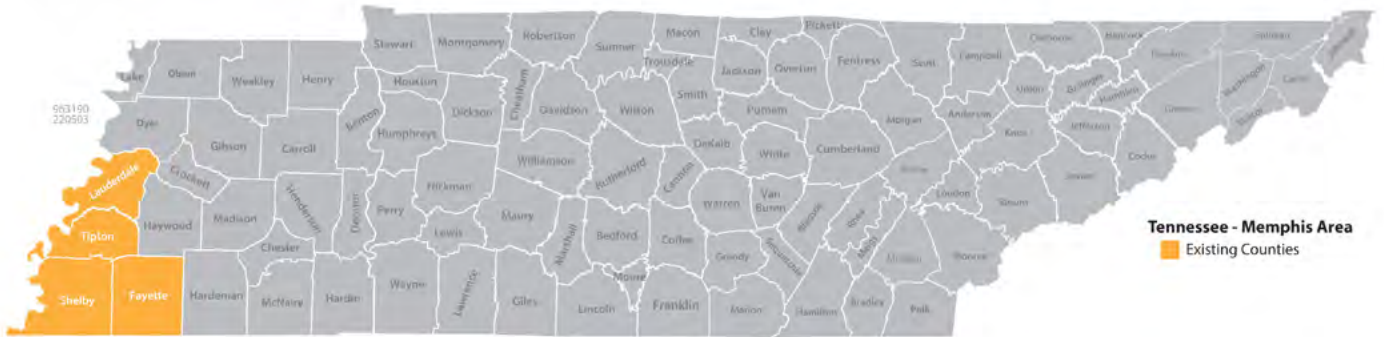 Stewart
Montgomery
Robertson
Sumner
Macon
Clay
Pickett
Claiborne
Hancock
Trousdale
Lake
Obion
Weakley
Henry
Houston
Cheatham
Jackson
Overton
Fentress
Scott
Campbell
Hawkins
Sullivan
Johnson
Union
Grainger
Hamblen
Washington
Carter
963190
220503
Dyer
Benton
Dickson
Davidson
Wilson
Smith
Putnam
Morgan
Anderson
Knox
Jefferson
Greene
Unicoi
Gibson
Carroll
Humphreys
Williamson
Rutherford
Cannon
DeKalb
White
Cumberland
Roane
Loudon
Blount
Sevier
Cocke
Lauderdale
Crockett
Haywood
Madison
Henderson
Decatur
Perry
Hickman
Maury
Marshall
Bedford
Coffee
Warren
Van
Buren
Bledsoe
Rhea
Meigs
McMinn
Monroe
Tipton
Chester
Lewis
Moore
Grundy
Sequatchie
Shelby
Fayette
Hardeman
McNairy
Hardin
Wayne
Lawrence
Giles
Lincoln
Franklin
Marion
Hamilton
Bradley
Polk
Tennessee - Memphis Area
Existing Counties